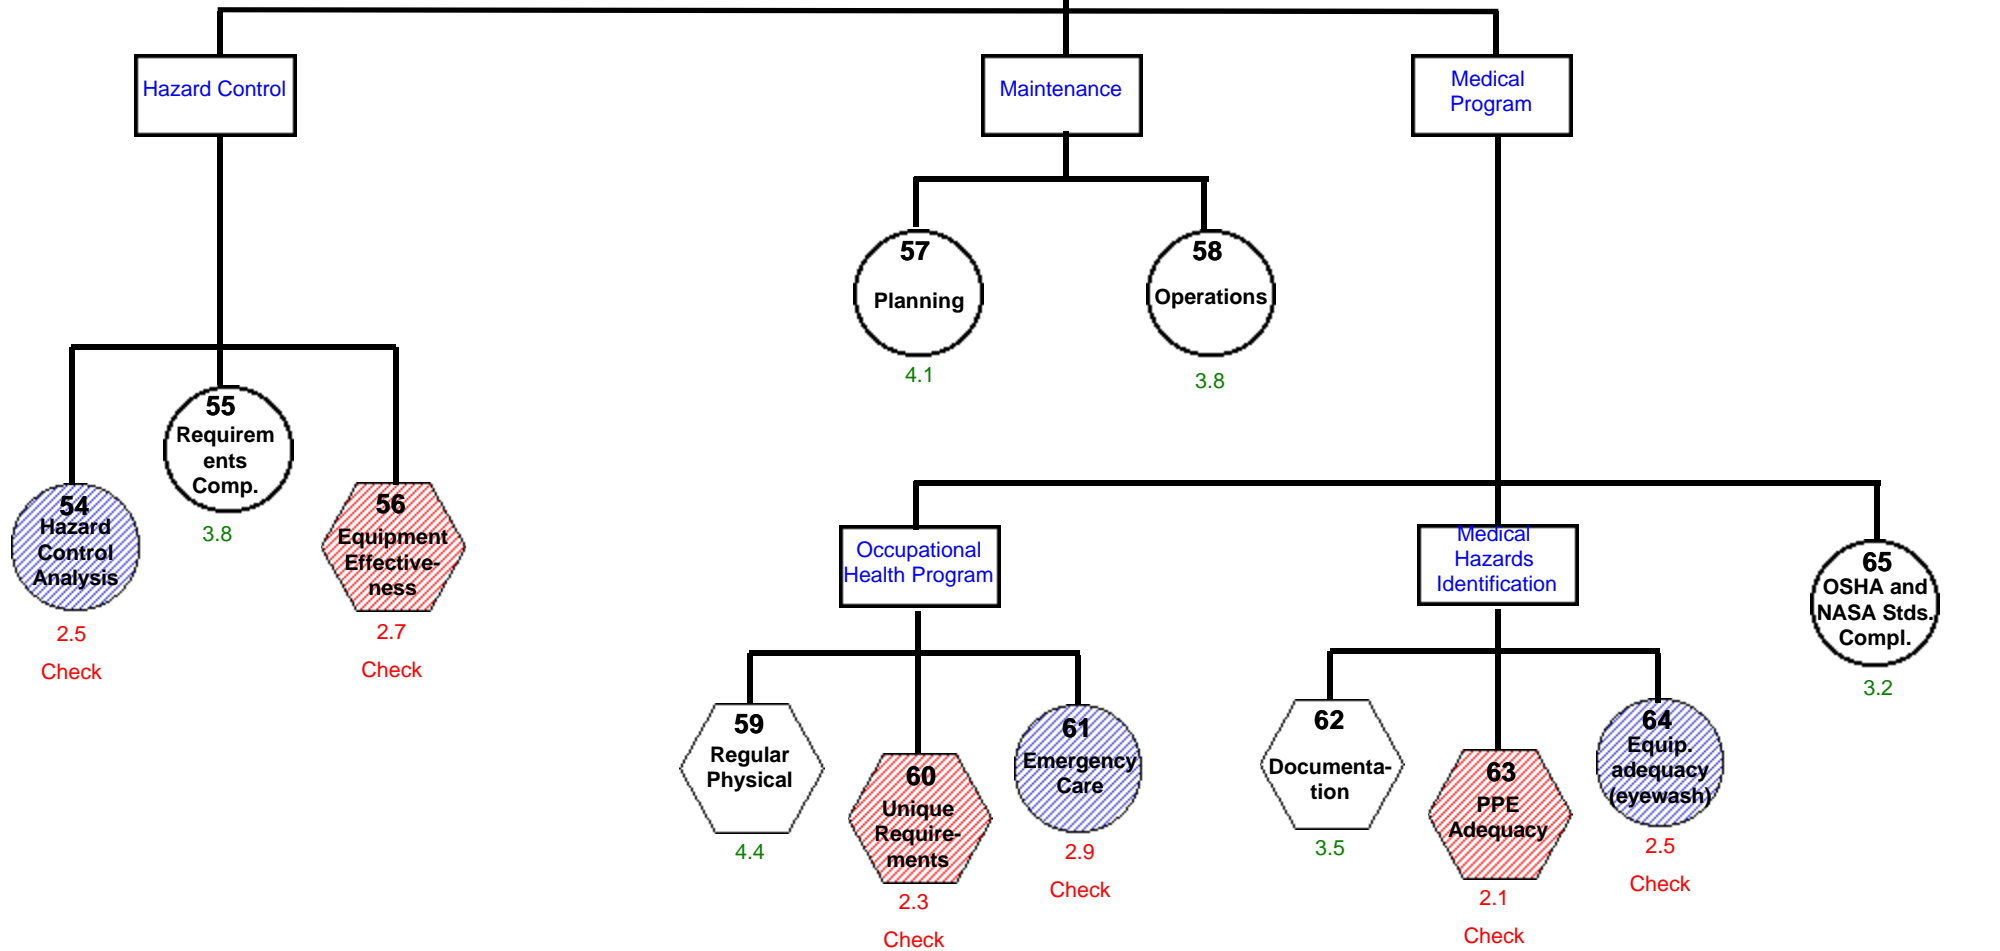 Hazard Control
Maintenance
Medical
Program
57
Planning
4.1
58
Operations
3.8
54
Hazard
Control
Analysis
2.5
Check
55
Requirem
ents
Comp.
3.8
56
Equipment
Effective-
ness
2.7
Check
Occupational
Health Program
Medical
Hazards
Identification
65
OSHA and
NASA Stds.
Compl.
3.2
59
Regular
Physical
4.4
60
Unique
Require-
ments
2.3
Check
61
Emergency
Care
2.9
Check
62
Documenta-
tion
3.5
63
PPE
Adequacy
2.1
Check
64
Equip.
adequacy
(eyewash)
2.5
Check